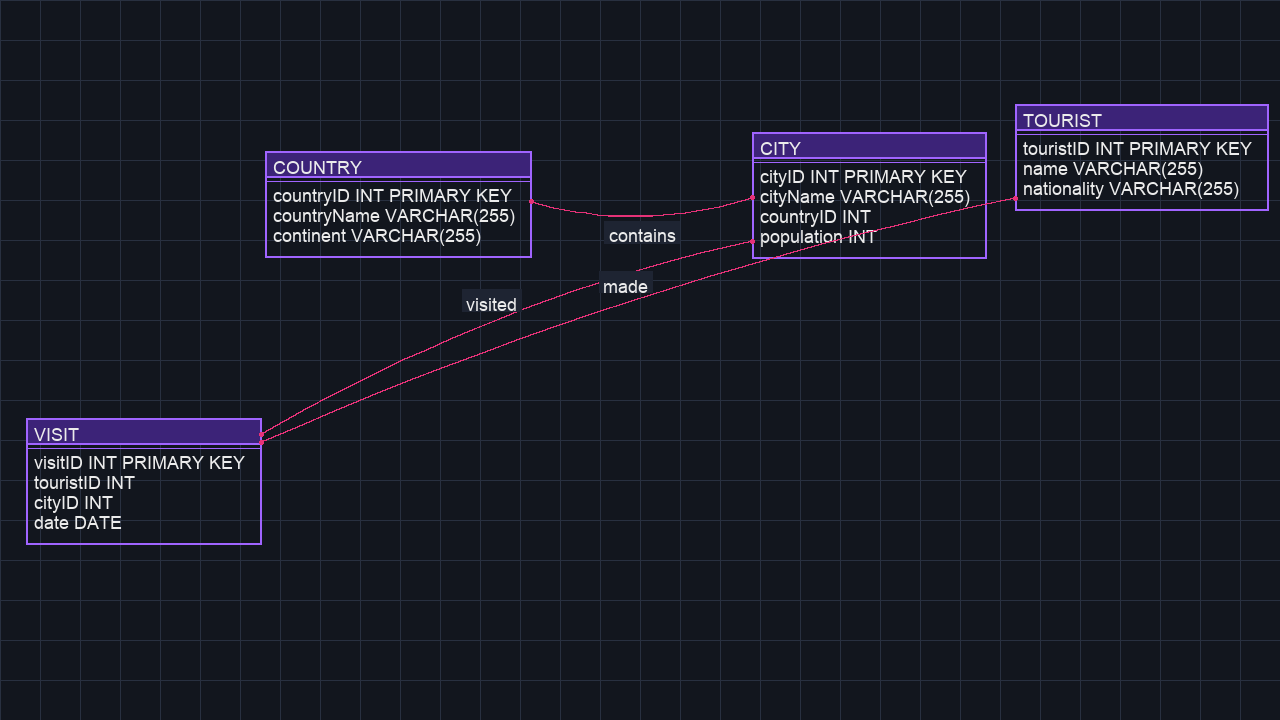 TOURIST
touristID INT PRIMARY KEY
name VARCHAR(255)
nationality VARCHAR(255)
CITY
cityID INT PRIMARY KEY
cityName VARCHAR(255)
countryID INT
population INT
COUNTRY
countryID INT PRIMARY KEY
countryName VARCHAR(255)
continent VARCHAR(255)
contains
made
visited
VISIT
visitID INT PRIMARY KEY
touristID INT
cityID INT
date DATE